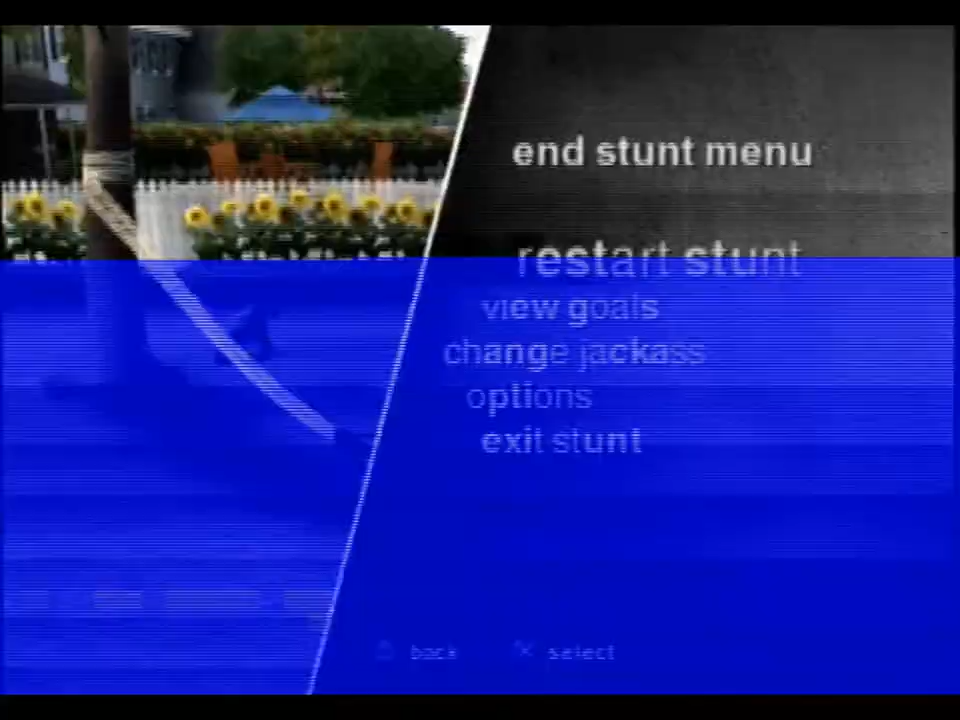 end stunt menu
restart stunt
view goals
change jackass
options
exit stunt
back select